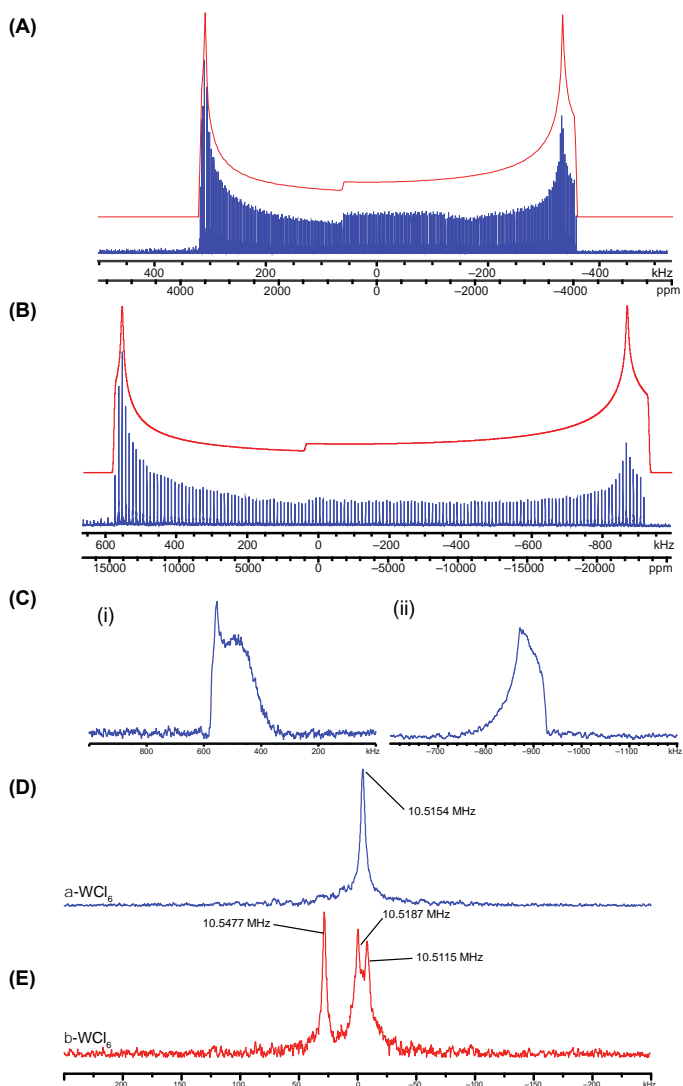 (A)
400 200 0 –200 –400 kHz
4000 2000 0 –2000 –4000 ppm
(B)
600 400 200 0 -200 -400 -600 -800 kHz
15000 10000 5000 0 -5000 -10000 -15000 -20000 ppm
(C)
(i) (ii)
800 600 400 200 kHz
–700 –800 –900 –1000 –1100 kHz
(D)
10.5154 MHz
a-WCl6
10.5477 MHz
10.5187 MHz
10.5115 MHz
(E)
b-WCl6
200 150 100 50 0 -50 -100 -150 -200 kHz